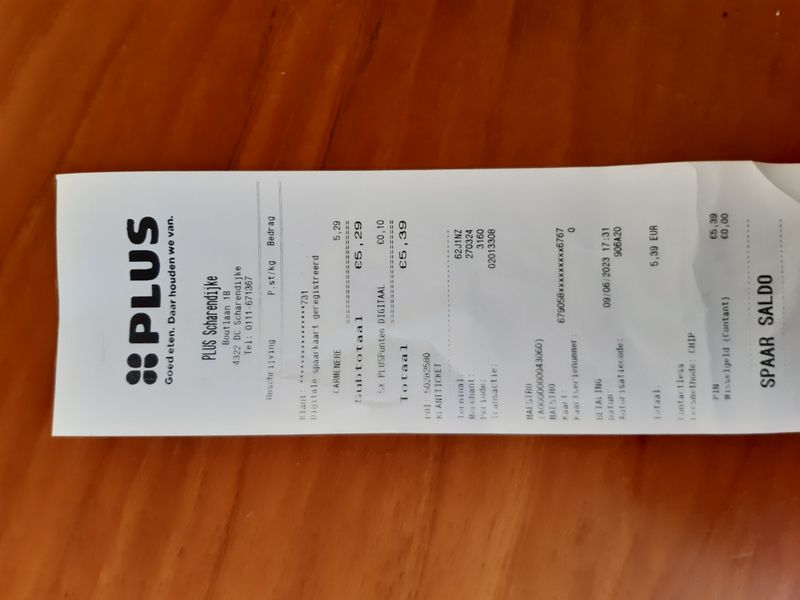 PLUS
Goed eten. Daar houden we van.
PLUS Scharendijke
Boutlaan 1B
4322 DC Scharendijke
Tel: 0111-671367
Omschrijving P.st/kg Bedrag
Klant: ***************731
Digitale spaarkaart geregistreerd
CARMENERE 5,29
====================
Subtotaal €5,29
5X PLUSPunten DIGITAAL €0,10
====================
Totaal €5,39
POI: 50282580
KLANTTICKET
Terminal: 62J1NZ
Merchant: 270324
Periode: 3160
Transactie: 02013308
MAESTRO
(A0000000043060)
MAESTRO
Kaart: 679058xxxxxxxxx6767
Kaartserienummer: 0
BETALING
Datum: 09/06/2023 17:31
Autorisatiecode: 906A20
Totaal: 5,39 EUR
Contactless
Leesmethode: CHIP
PIN €5,39
Wisselgeld (Contant) €0,00
SPAAR SALDO